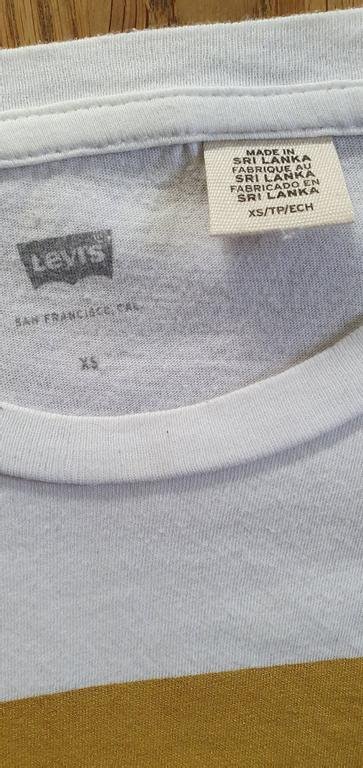 MADE IN
SRI LANKA
FABRIQUE AU
SRI LANKA
FABRICADO EN
SRI LANKA
XS/TP/ECH
Levi's
SAN FRANCISCO, CAL.
XS